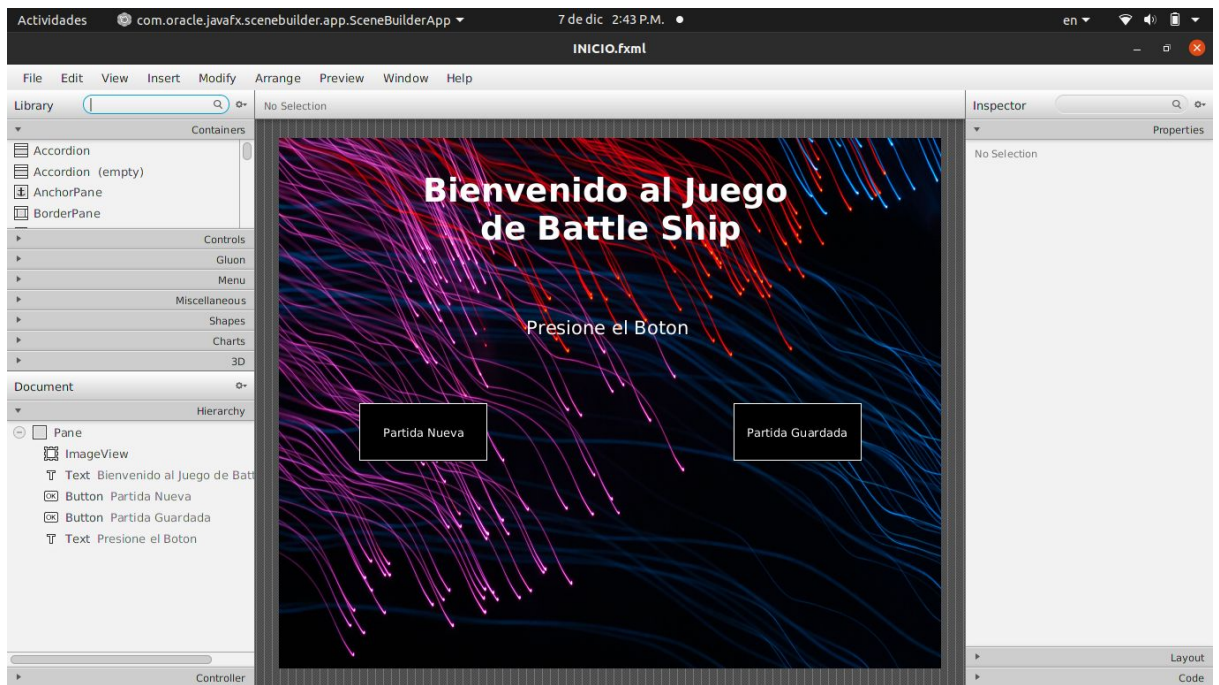 Actividades com.oracle.javafx.scenebuilder.app.SceneBuilderApp 7 de dic 2:43 P.M. en
INICIO.fxml
File Edit View Insert Modify Arrange Preview Window Help
Library
No Selection
Inspector
Containers
Accordion
Accordion (empty)
AnchorPane
BorderPane
Controls
Gluon
Menu
Miscellaneous
Shapes
Charts
3D
Document
Hierarchy
Pane
ImageView
Text Bienvenido al Juego de Batt
Button Partida Nueva
Button Partida Guardada
Text Presione el Boton
Controller
Bienvenido al Juego
de Battle Ship
Presione el Boton
Partida Nueva
Partida Guardada
Properties
No Selection
Layout
Code